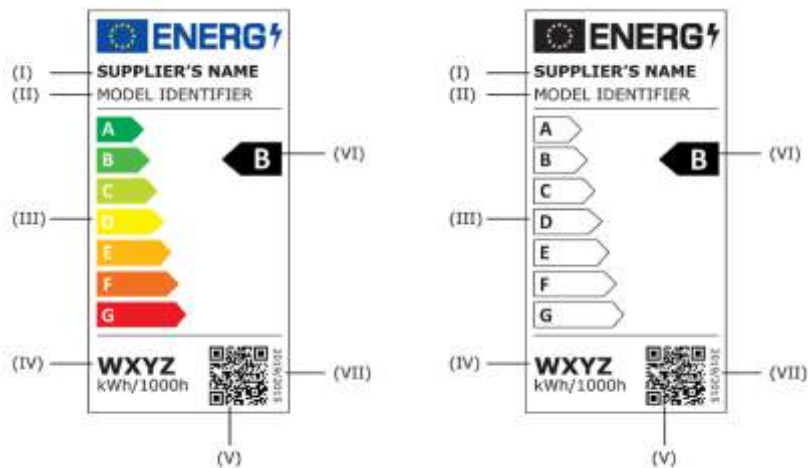 ENERG
ENERG
(I)
SUPPLIER'S NAME
(I)
SUPPLIER'S NAME
(II)
MODEL IDENTIFIER
(II)
MODEL IDENTIFIER
A
A
B
B
(VI)
B
B
(VI)
C
C
(III)
D
(III)
D
E
E
F
F
G
G
(IV)
WXYZ
kWh/1000h
2019/2015
(VII)
(IV)
WXYZ
kWh/1000h
2019/2015
(VII)
(V)
(V)